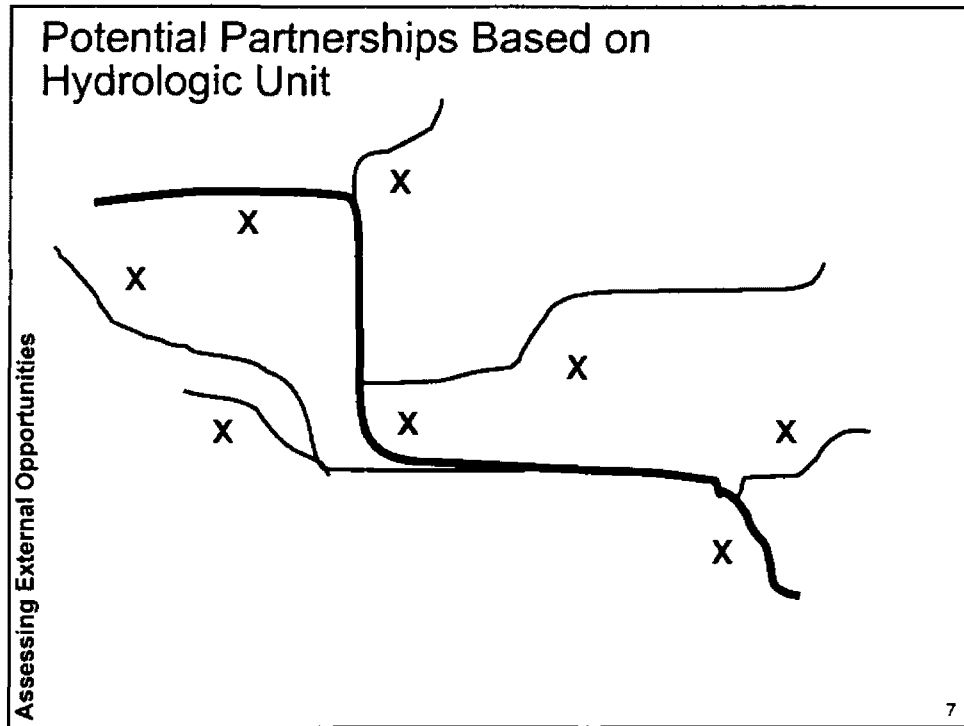 Potential Partnerships Based on
Hydrologic Unit
X
X
X
X
X
X
X
X
Assessing External Opportunities
7